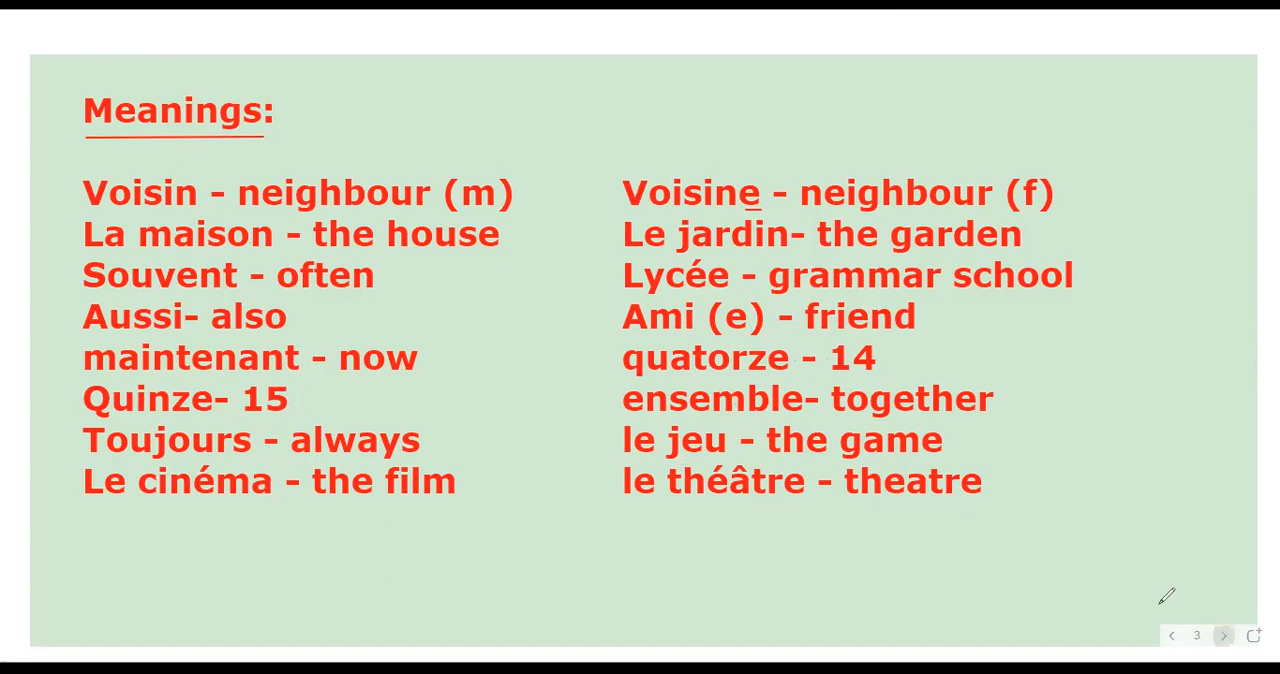 Meanings:
Voisin - neighbour (m)
La maison - the house
Souvent - often
Aussi- also
maintenant - now
Quinze- 15
Toujours - always
Le cinéma - the film
Voisine - neighbour (f)
Le jardin- the garden
Lycée - grammar school
Ami (e) - friend
quatorze - 14
ensemble- together
le jeu - the game
le théâtre - theatre
3